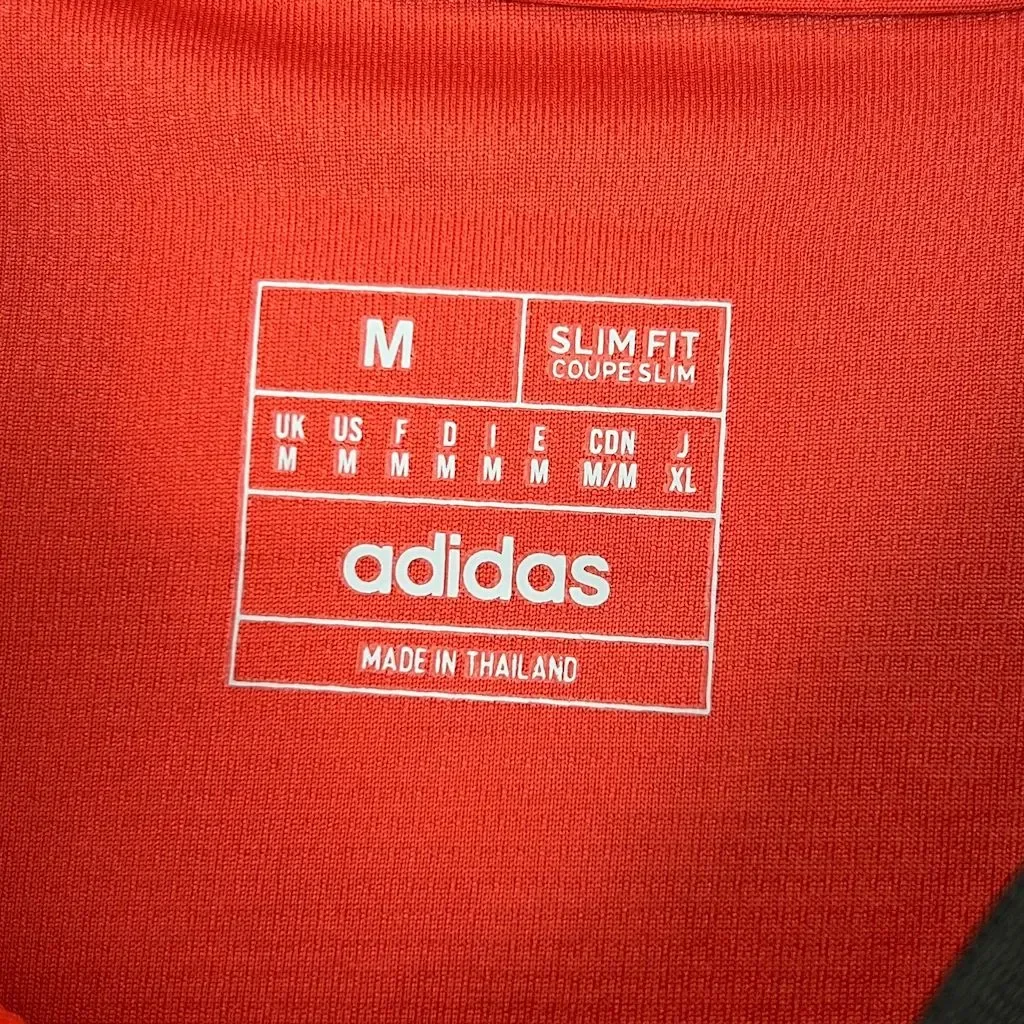 M
SLIM FIT
COUPE SLIM
UK US F D I E CDN J
M M M M M M M/M XL
adidas
MADE IN THAILAND